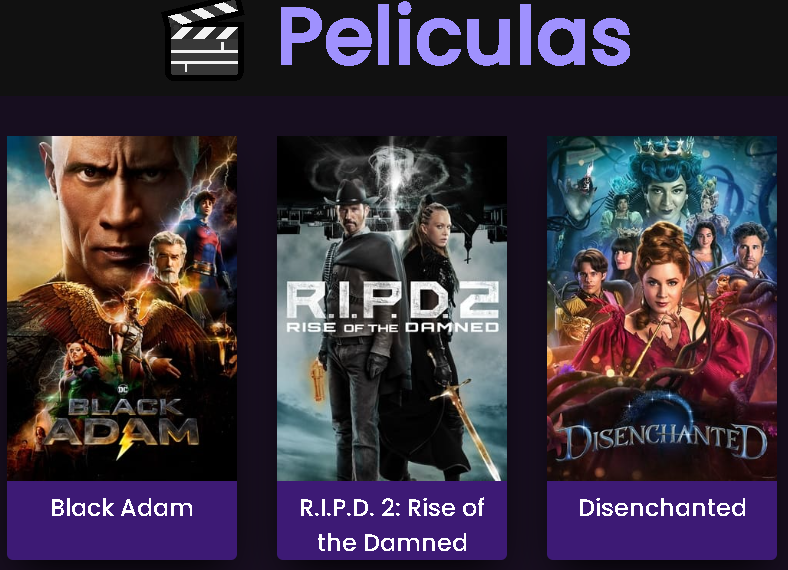 Peliculas
DC
BLACK
ADAM
R.I.P.D. 2
RISE OF THE DAMNED
DISENCHANTED
Black Adam
R.I.P.D. 2: Rise of
the Damned
Disenchanted